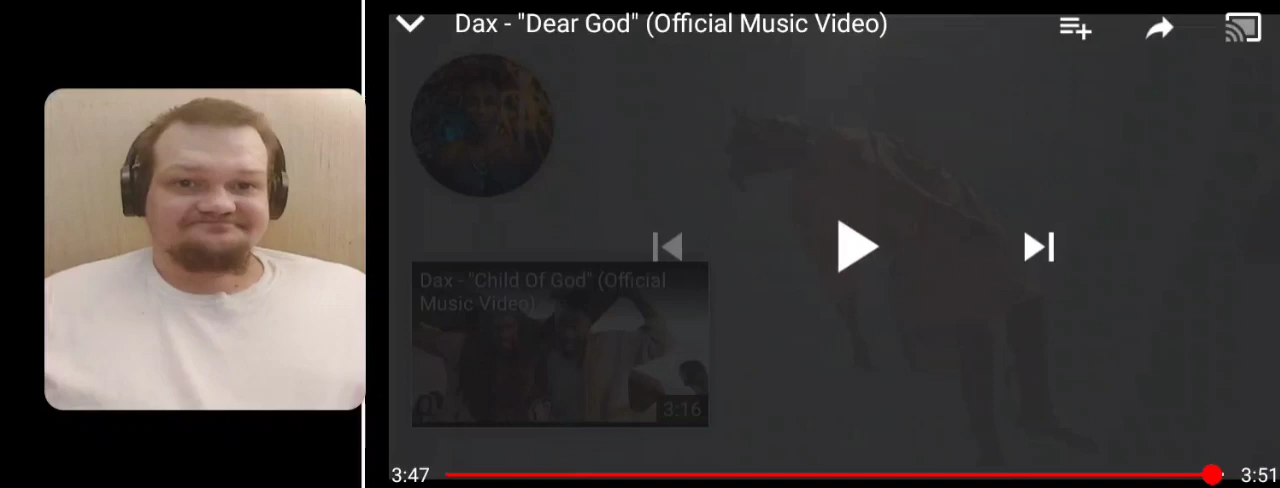 Dax - "Dear God" (Official Music Video)
Dax - "Child Of God" (Official
Music Video)
3:16
3:47
3:51